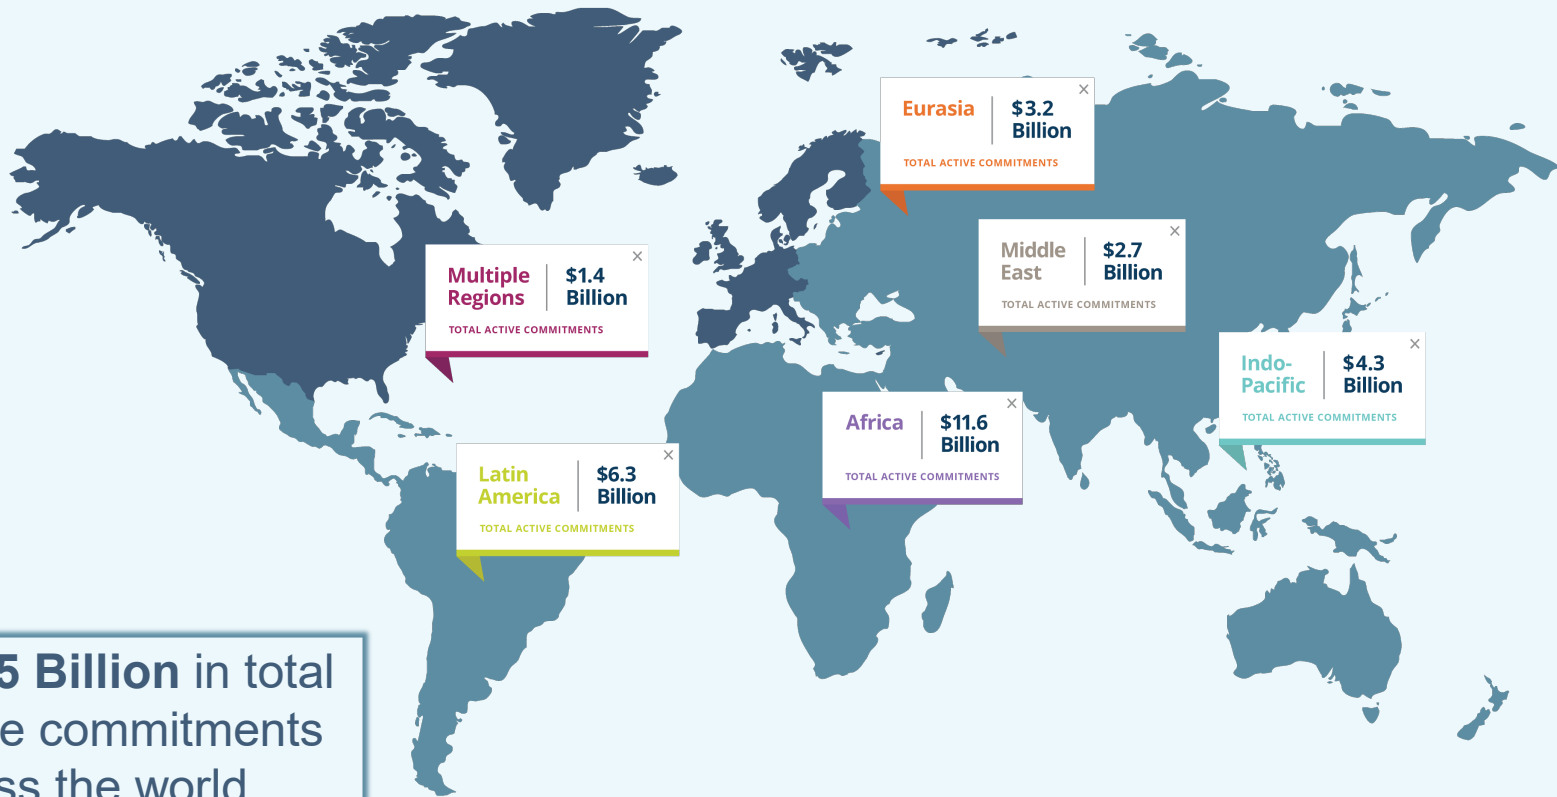 Eurasia
$3.2
Billion
TOTAL ACTIVE COMMITMENTS
Middle
East
$2.7
Billion
TOTAL ACTIVE COMMITMENTS
Multiple
Regions
$1.4
Billion
TOTAL ACTIVE COMMITMENTS
Indo-
Pacific
$4.3
Billion
TOTAL ACTIVE COMMITMENTS
Africa
$11.6
Billion
TOTAL ACTIVE COMMITMENTS
Latin
America
$6.3
Billion
TOTAL ACTIVE COMMITMENTS
5 Billion in total
commitments
the world